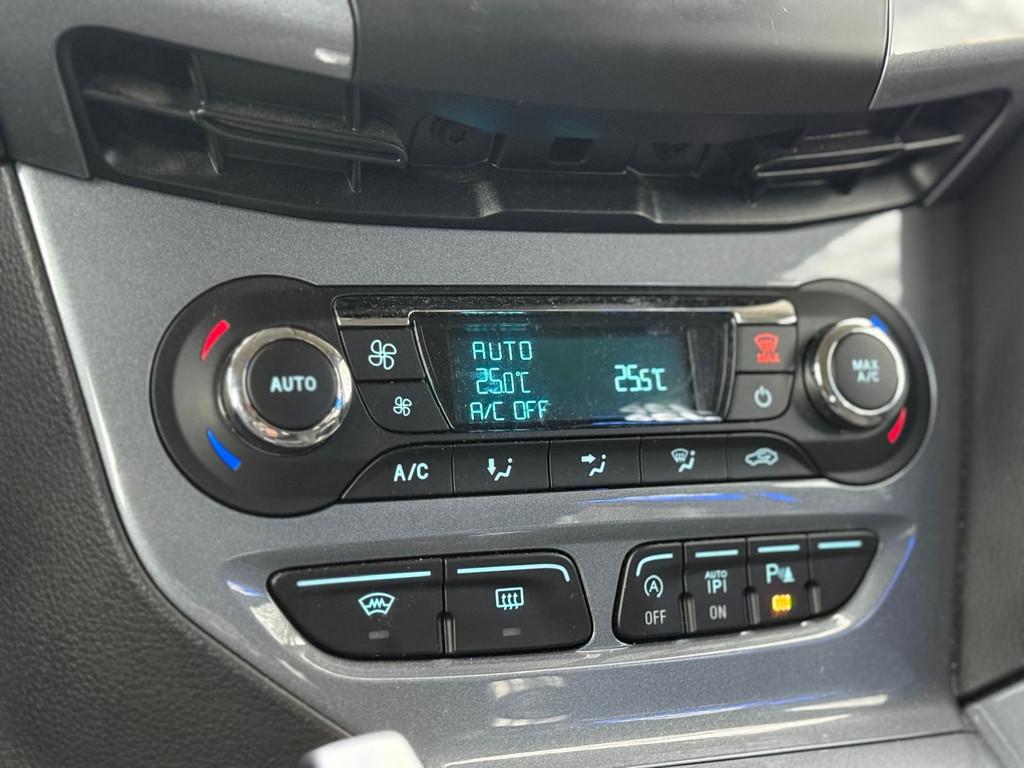 AUTO
AUTO
25.0°C
25.5°C
A/C OFF
MAX
A/C
A/C
OFF
AUTO
P
ON
P